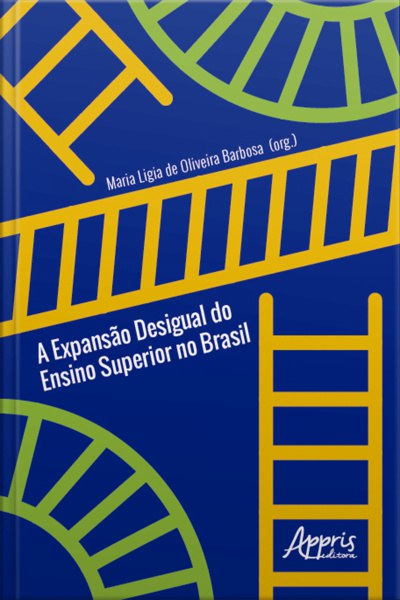 Maria Ligia de Oliveira Barbosa (org.)
A Expansão Desigual do
Ensino Superior no Brasil
Appris
editora